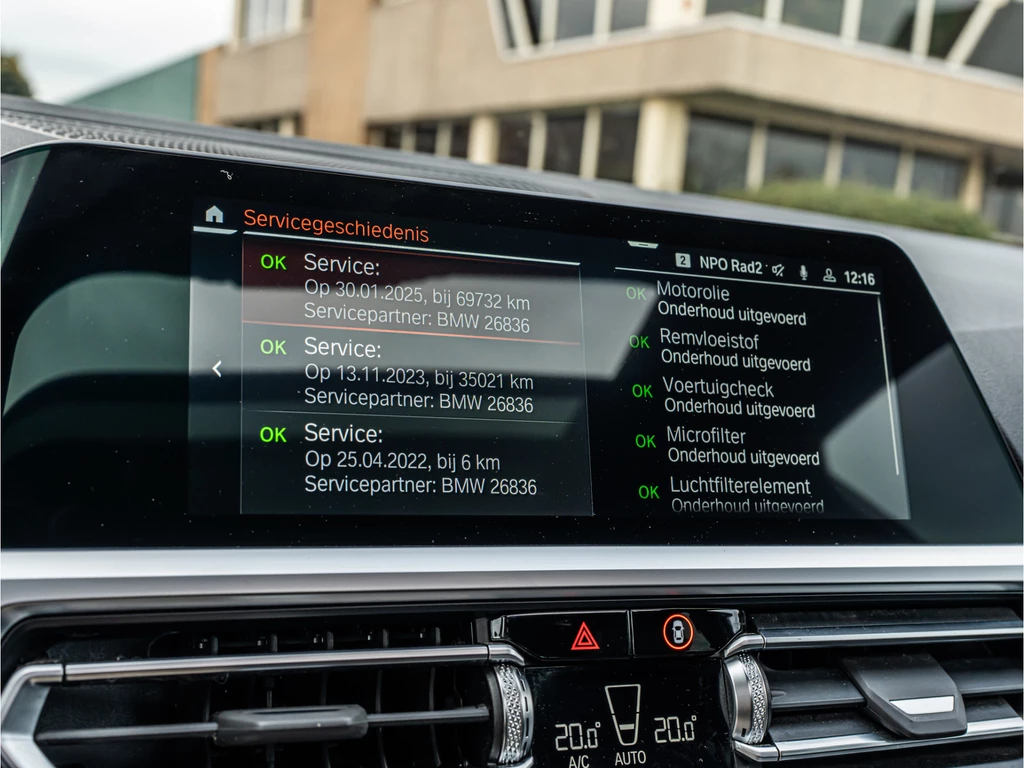 Servicegeschiedenis
OK Service:
Op 30.01.2025, bij 69732 km
Servicepartner: BMW 26836
OK Service:
Op 13.11.2023, bij 35021 km
Servicepartner: BMW 26836
OK Service:
Op 25.04.2022, bij 6 km
Servicepartner: BMW 26836
2 NPO Rad2 12:16
OK Motorolie
Onderhoud uitgevoerd
OK Remvloeistof
Onderhoud uitgevoerd
OK Voertuigcheck
Onderhoud uitgevoerd
OK Microfilter
Onderhoud uitgevoerd
OK Luchtfilterelement
Onderhoud uitgevoerd
20.0° 20.0°
A/C AUTO